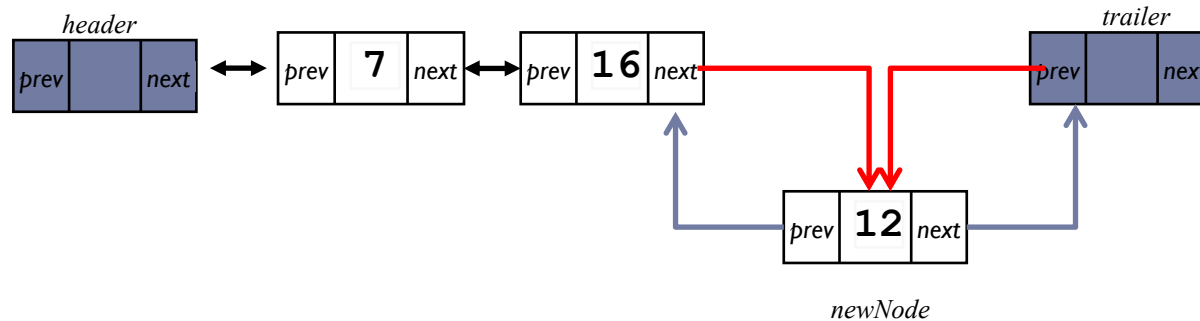 header
trailer
prev next
prev 7 next
prev 16 next
prev nex
prev 12 next
newNode